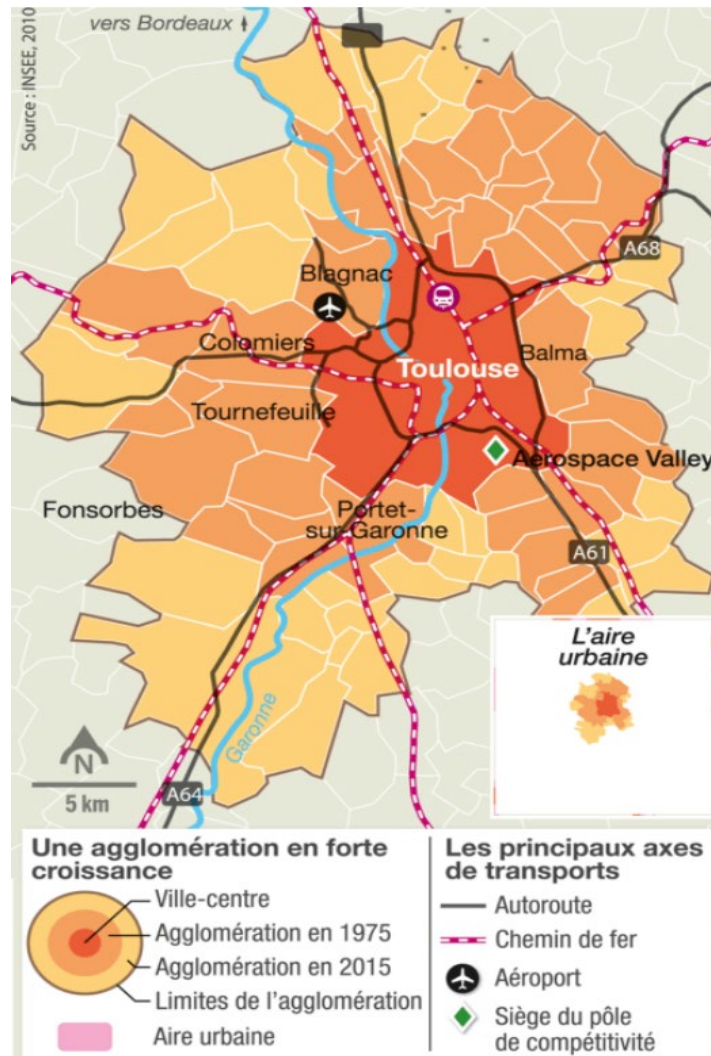 vers Bordeaux
Source : INSEE, 2010
A68
Blagnac
Colomiers
Toulouse
Balma
Tournefeuille
Aerospace Valley
Fonsorbes
Portet-
sur-Garonne
A61
L'aire
urbaine
Garonne
N
5 km
A64
Une agglomération en forte
croissance
Ville-centre
Agglomération en 1975
Agglomération en 2015
Limites de l'agglomération
Aire urbaine
Les principaux axes
de transports
Autoroute
Chemin de fer
Aéroport
Siège du pôle
de compétitivité